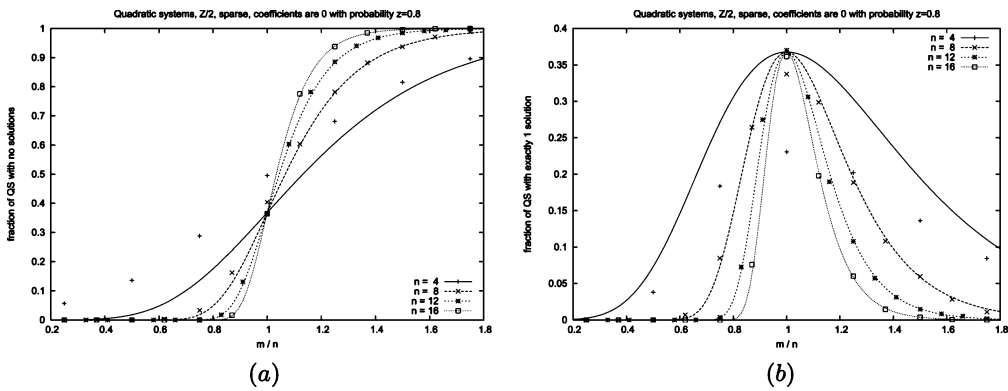 Quadratic systems, Z/2, sparse, coefficients are 0 with probability z=0.8
fraction of QS with no solutions
1
0.9
0.8
0.7
0.6
0.5
0.4
0.3
0.2
0.1
0
0.2
0.4
0.6
0.8
1
1.2
1.4
1.6
1.8
m / n
n = 4
n = 8
n = 12
n = 16
(a)
Quadratic systems, Z/2, sparse, coefficients are 0 with probability z=0.8
fraction of QS with exactly 1 solution
0.4
0.35
0.3
0.25
0.2
0.15
0.1
0.05
0
0.2
0.4
0.6
0.8
1
1.2
1.4
1.6
1.8
m / n
n = 4
n = 8
n = 12
n = 16
(b)